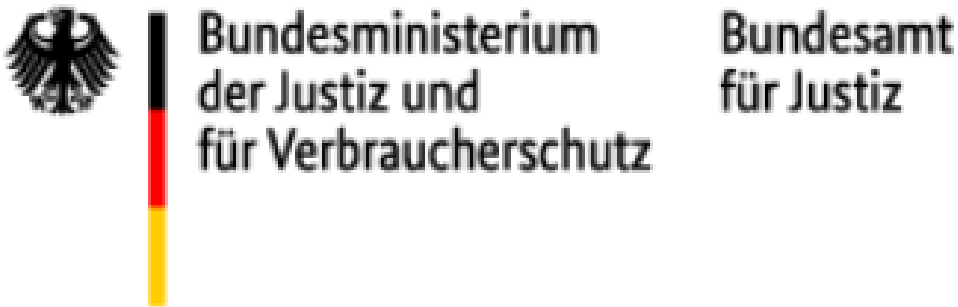 Bundesministerium
der Justiz und
für Verbraucherschutz
Bundesamt
für Justiz